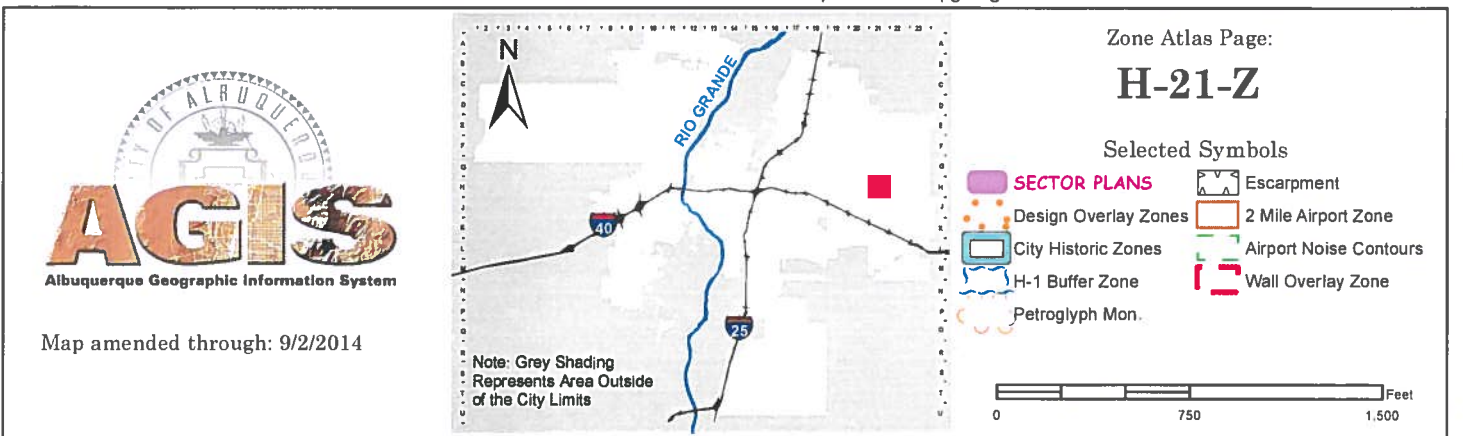 CITY OF ALBUQUERQUE
AGIS
Albuquerque Geographic Information System
Map amended through: 9/2/2014
N
RIO GRANDE
40
25
Note: Grey Shading
Represents Area Outside
of the City Limits
Zone Atlas Page:
H-21-Z
Selected Symbols
SECTOR PLANS
Escarpment
Design Overlay Zones
2 Mile Airport Zone
City Historic Zones
Airport Noise Contours
H-1 Buffer Zone
Wall Overlay Zone
Petroglyph Mon.
Feet
0 750 1,500